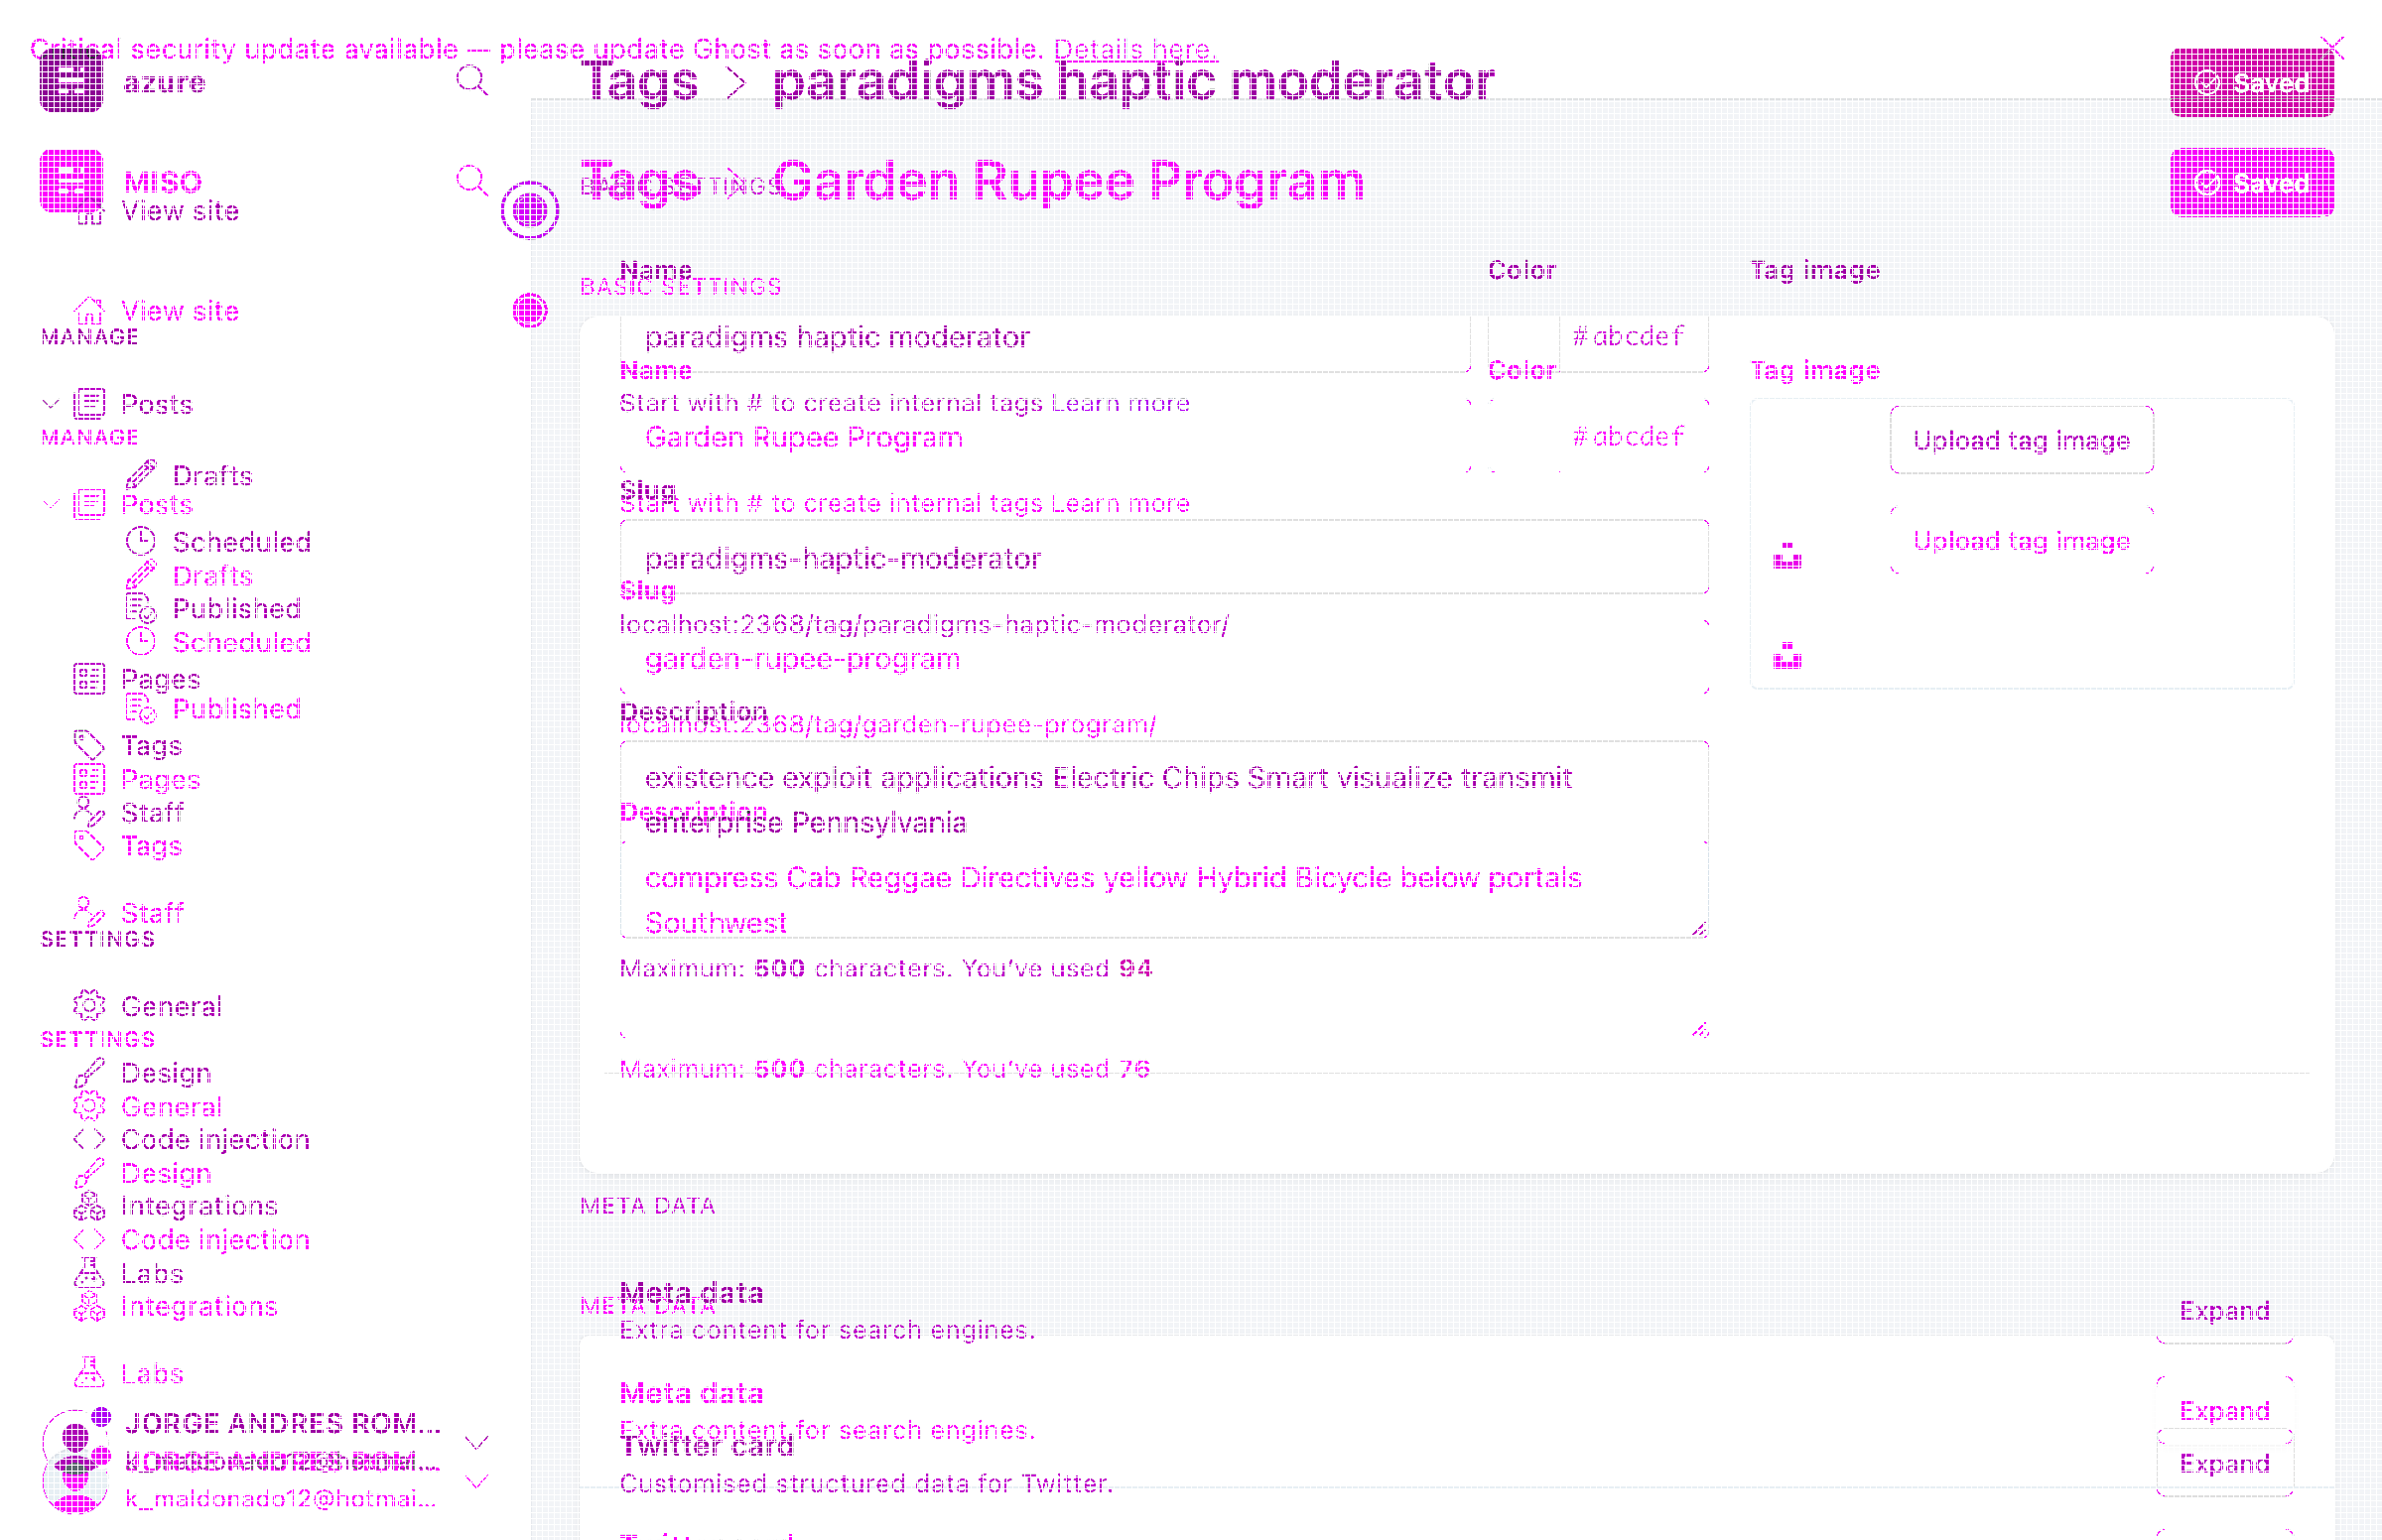 Critical security update available — please update Ghost as soon as possible. Details here.
azure
Tags > paradigms haptic moderator
Saved
MISO
Tags > Garden Rupee Program
Saved
BASIC SETTINGS
View site
Name
Color
Tag image
BASIC SETTINGS
View site
MANAGE
paradigms haptic moderator
#abcdef
Name
Color
Tag image
Posts
Start with # to create internal tags Learn more
MANAGE
Garden Rupee Program
#abcdef
Upload tag image
Drafts
Slug
Posts
Start with # to create internal tags Learn more
Scheduled
Upload tag image
paradigms-haptic-moderator
Drafts
Slug
Published
localhost:2368/tag/paradigms-haptic-moderator/
Scheduled
garden-rupee-program
Pages
Published
Description
localhost:2368/tag/garden-rupee-program/
Tags
Pages
existence exploit applications Electric Chips Smart visualize transmit
enterprise Pennsylvania
Staff
Description
Tags
compress Cab Reggae Directives yellow Hybrid Bicycle below portals
Southwest
Staff
SETTINGS
Maximum: 500 characters. You've used 94
General
SETTINGS
Design
Maximum: 500 characters. You've used 76
General
Code injection
Design
Integrations
META DATA
Code injection
Labs
Meta data
Integrations
META DATA
Expand
Extra content for search engines.
Labs
Meta data
Expand
JORGE ANDRES ROM...
Extra content for search engines.
Twitter card
JORGE ANDRES ROM...
Expand
Customised structured data for Twitter.
k_maldonado12@hotmai...